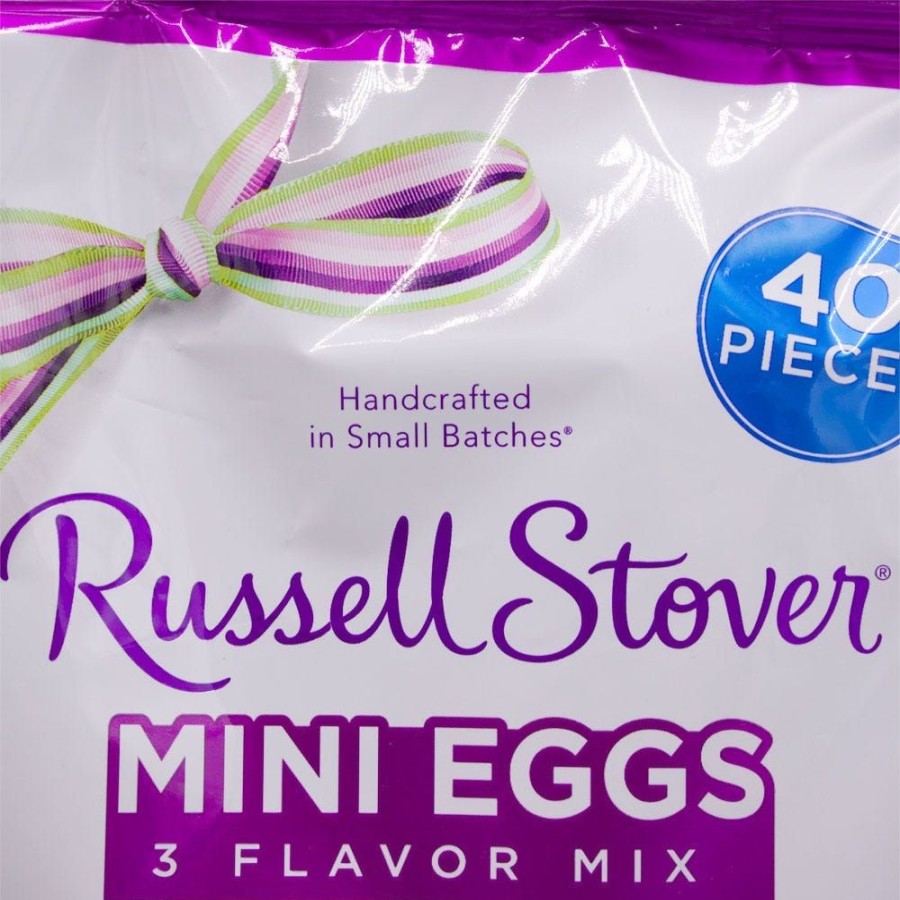 40
PIECE
Handcrafted
in Small Batches®
Russell Stover®
MINI EGGS
3 FLAVOR MIX